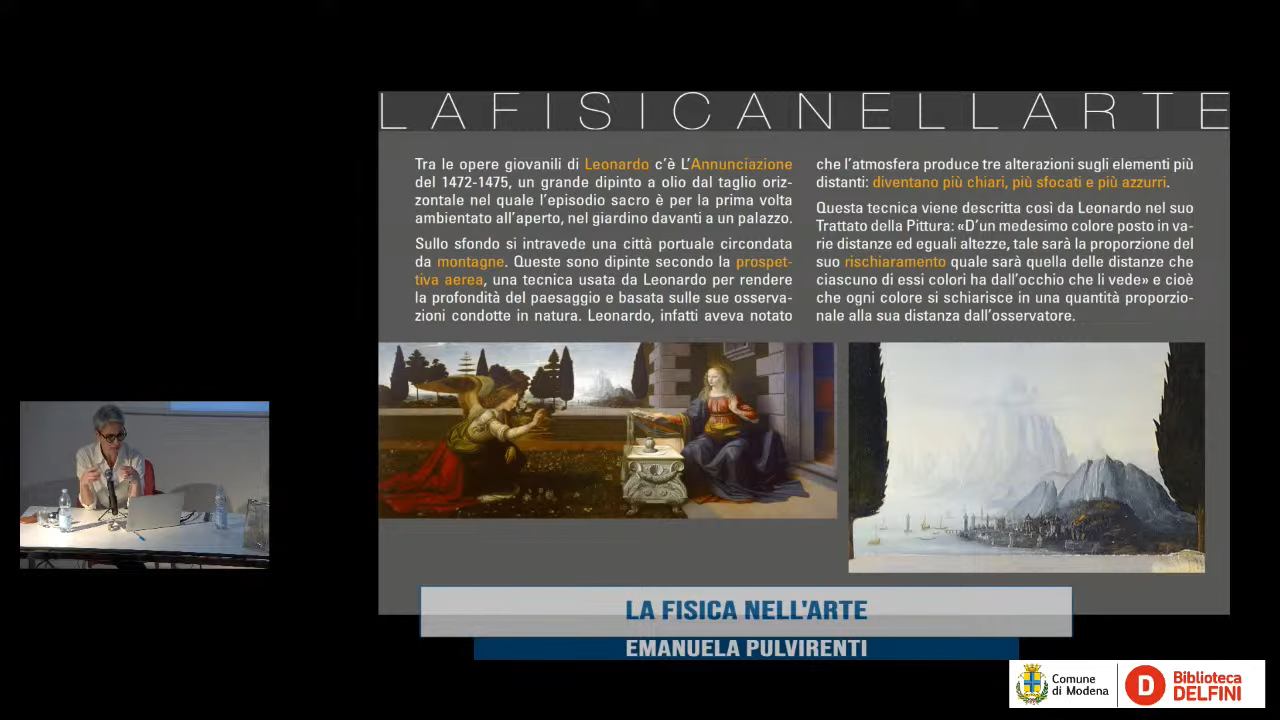 LAFISICANELLARTE
Tra le opere giovanili di Leonardo c'è L'Annunciazione
del 1472-1475, un grande dipinto a olio dal taglio oriz-
zontale nel quale l'episodio sacro è per la prima volta
ambientato all'aperto, nel giardino davanti a un palazzo.
Sullo sfondo si intravede una città portuale circondata
da montagne. Queste sono dipinte secondo la prospet-
tiva aerea, una tecnica usata da Leonardo per rendere
la profondità del paesaggio e basata sulle sue osserva-
zioni condotte in natura. Leonardo, infatti aveva notato
che l'atmosfera produce tre alterazioni sugli elementi più
distanti: diventano più chiari, più sfocati e più azzurri.
Questa tecnica viene descritta così da Leonardo nel suo
Trattato della Pittura: «D'un medesimo colore posto in va-
rie distanze ed eguali altezze, tale sarà la proporzione del
suo rischiaramento quale sarà quella delle distanze che
ciascuno di essi colori ha dall'occhio che li vede» e cioè
che ogni colore si schiarisce in una quantità proporzio-
nale alla sua distanza dall'osservatore.
LA FISICA NELL'ARTE
EMANUELA PULVIRENTI
Comune
di Modena
D
Biblioteca
DELFINI